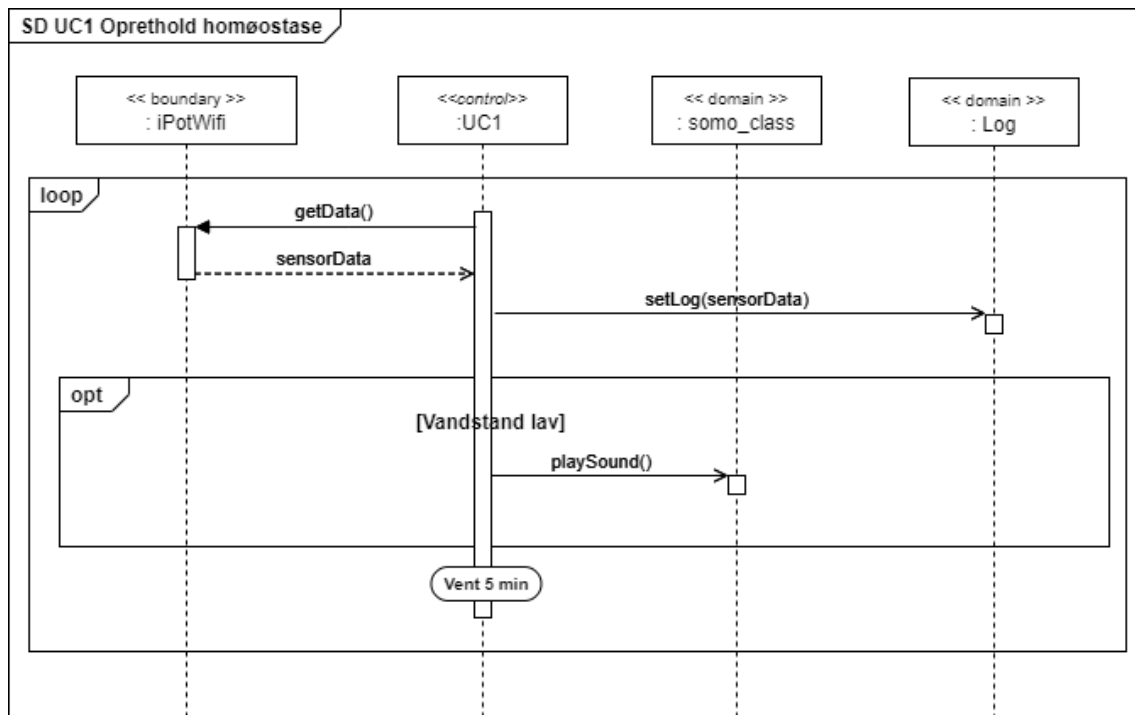 SD UC1 Oprethold homøostase
<< boundary >>
: iPotWifi
<<control>>
:UC1
<< domain >>
: somo_class
<< domain >>
: Log
loop
getData()
sensorData
setLog(sensorData)
opt
[Vandstand lav]
playSound()
Vent 5 min